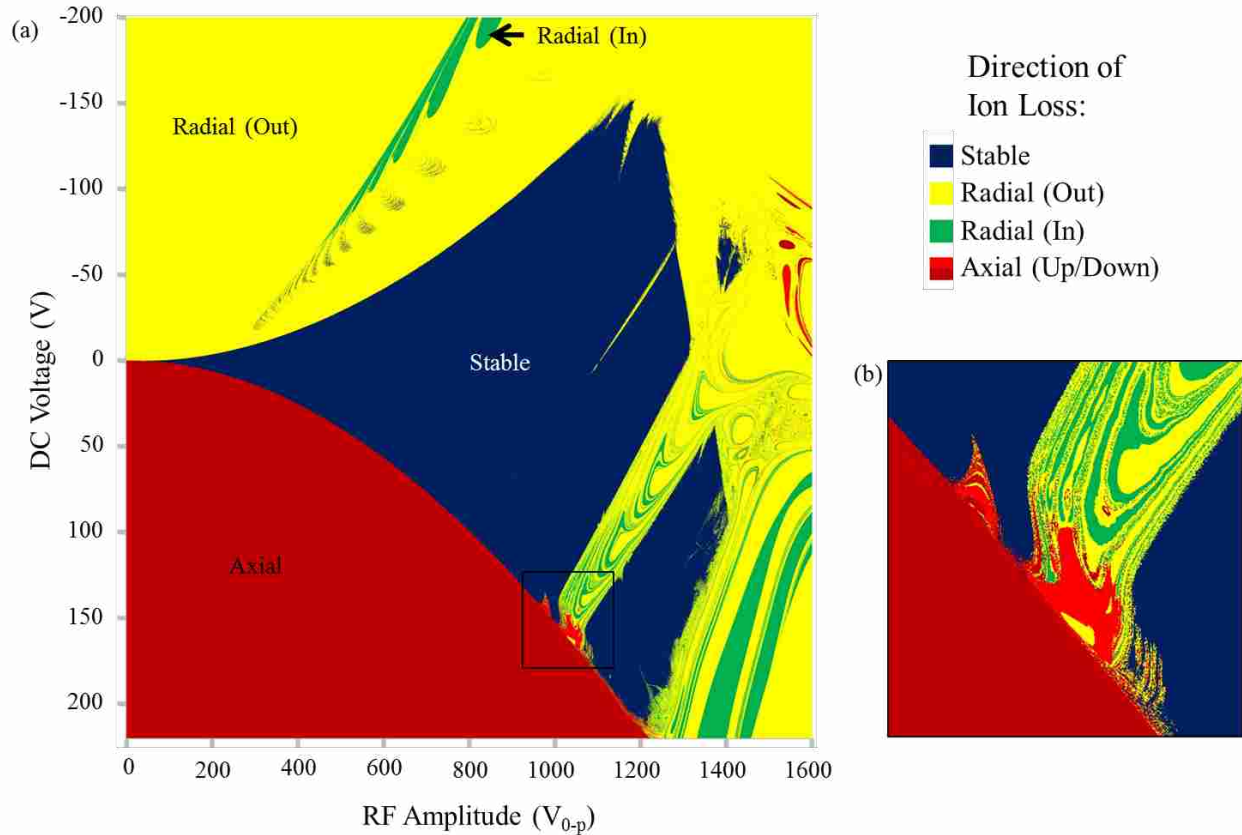 (a)
-200
-150
-100
-50
0
50
100
150
200
DC Voltage (V)
Radial (In)
Radial (Out)
Stable
Axial
0
200
400
600
800
1000
1200
1400
1600
RF Amplitude (V0-p)
Direction of
Ion Loss:
Stable
Radial (Out)
Radial (In)
Axial (Up/Down)
(b)